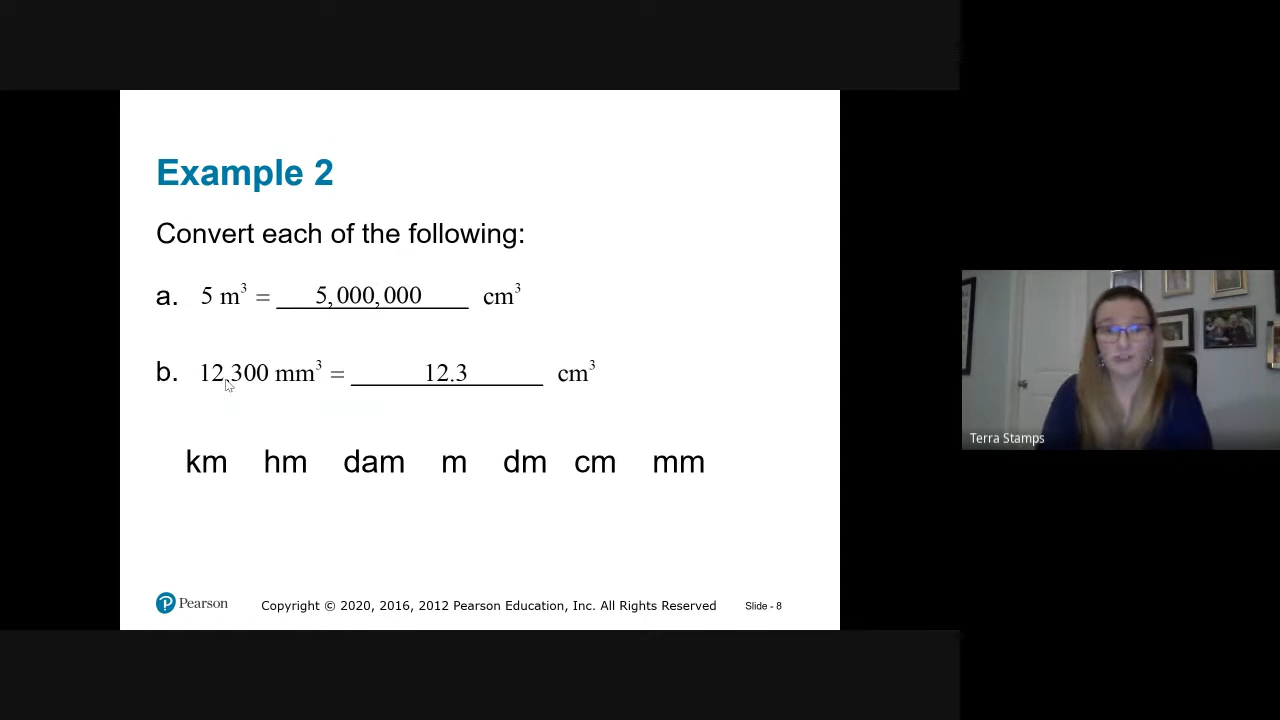 Example 2
Convert each of the following:
a. 5 m³ = 5,000,000 cm³
b. 12,300 mm³ = 12.3 cm³
km hm dam m dm cm mm
P Pearson
Copyright © 2020, 2016, 2012 Pearson Education, Inc. All Rights Reserved
Slide - 8
Terra Stamps